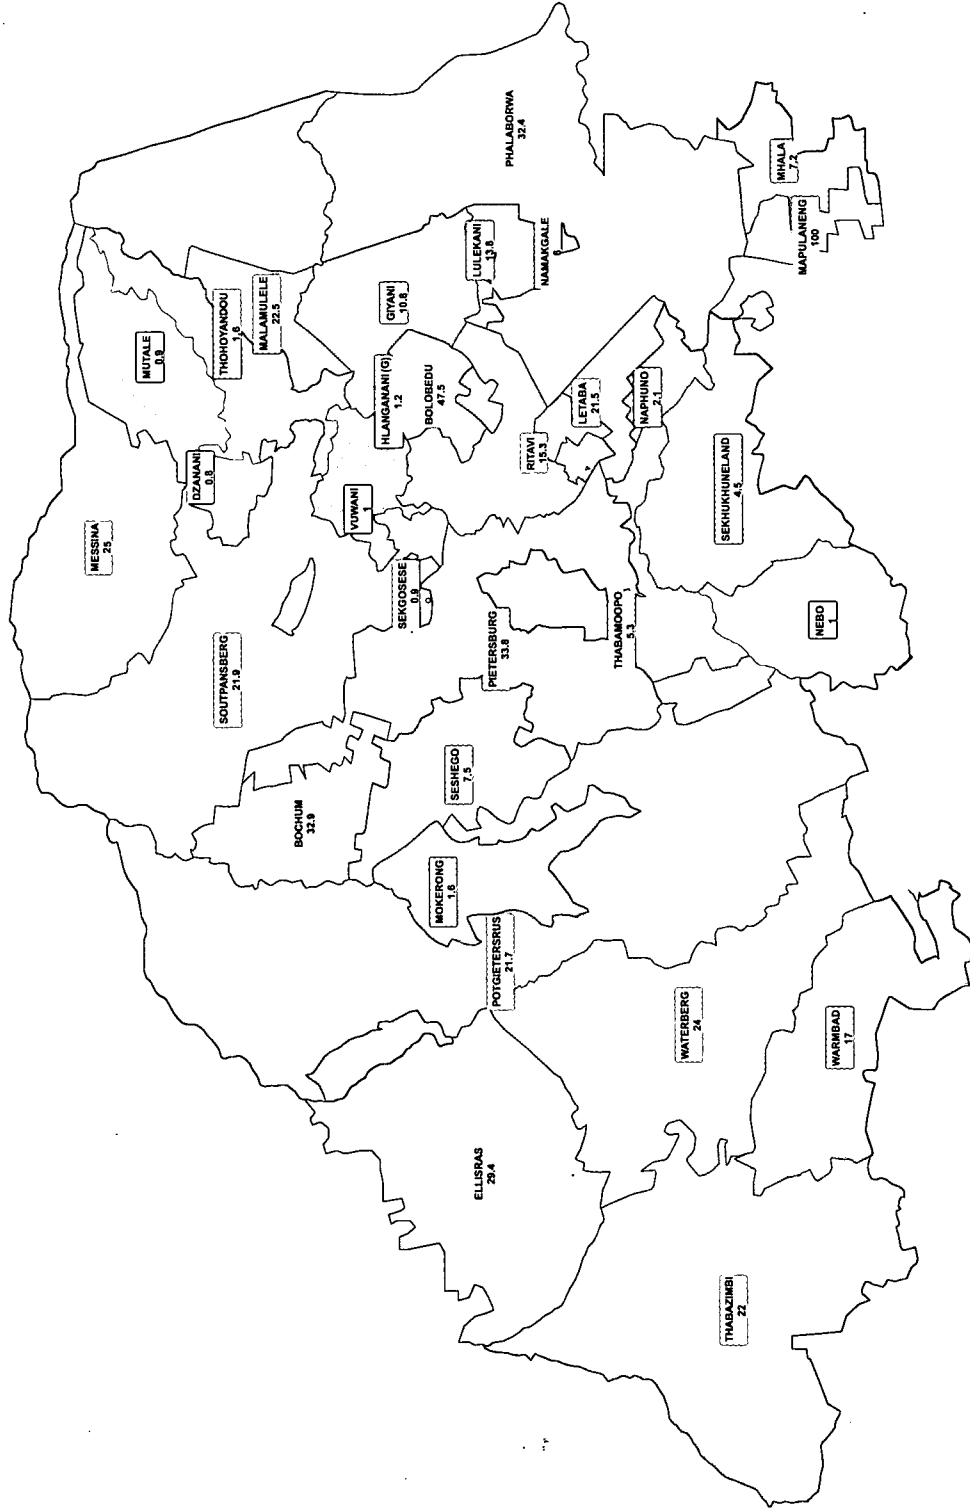 MESSINA
25
MUTALE
0.9
THOHOYANDOU
1.6
MALAMULELE
22.5
DZANANI
0.8
SOUTPANSBERG
21.9
BOCHUM
32.9
VUWANI
1
HLANGANANI (G)
1.2
GIYANI
10.8
BOLOBEDU
47.5
SEKGOSESE
0.9
LULEKANI
13.8
PHALABORWA
32.4
NAMAKGALE
6
MOKERONG
1.6
SESHEGO
7.5
PIETERSBURG
33.8
RITAVI
15.3
LETABA
21.5
NAPHUNO
2.1
POTGIETERSRUS
21.7
THABAMOOPO
5.3
ELLISRAS
29.4
SEKHUKHUNELAND
4.5
MHALA
7.2
MAPULANENG
100
WATERBERG
24
NEBO
1
WARMBAD
17
THABAZIMBI
22